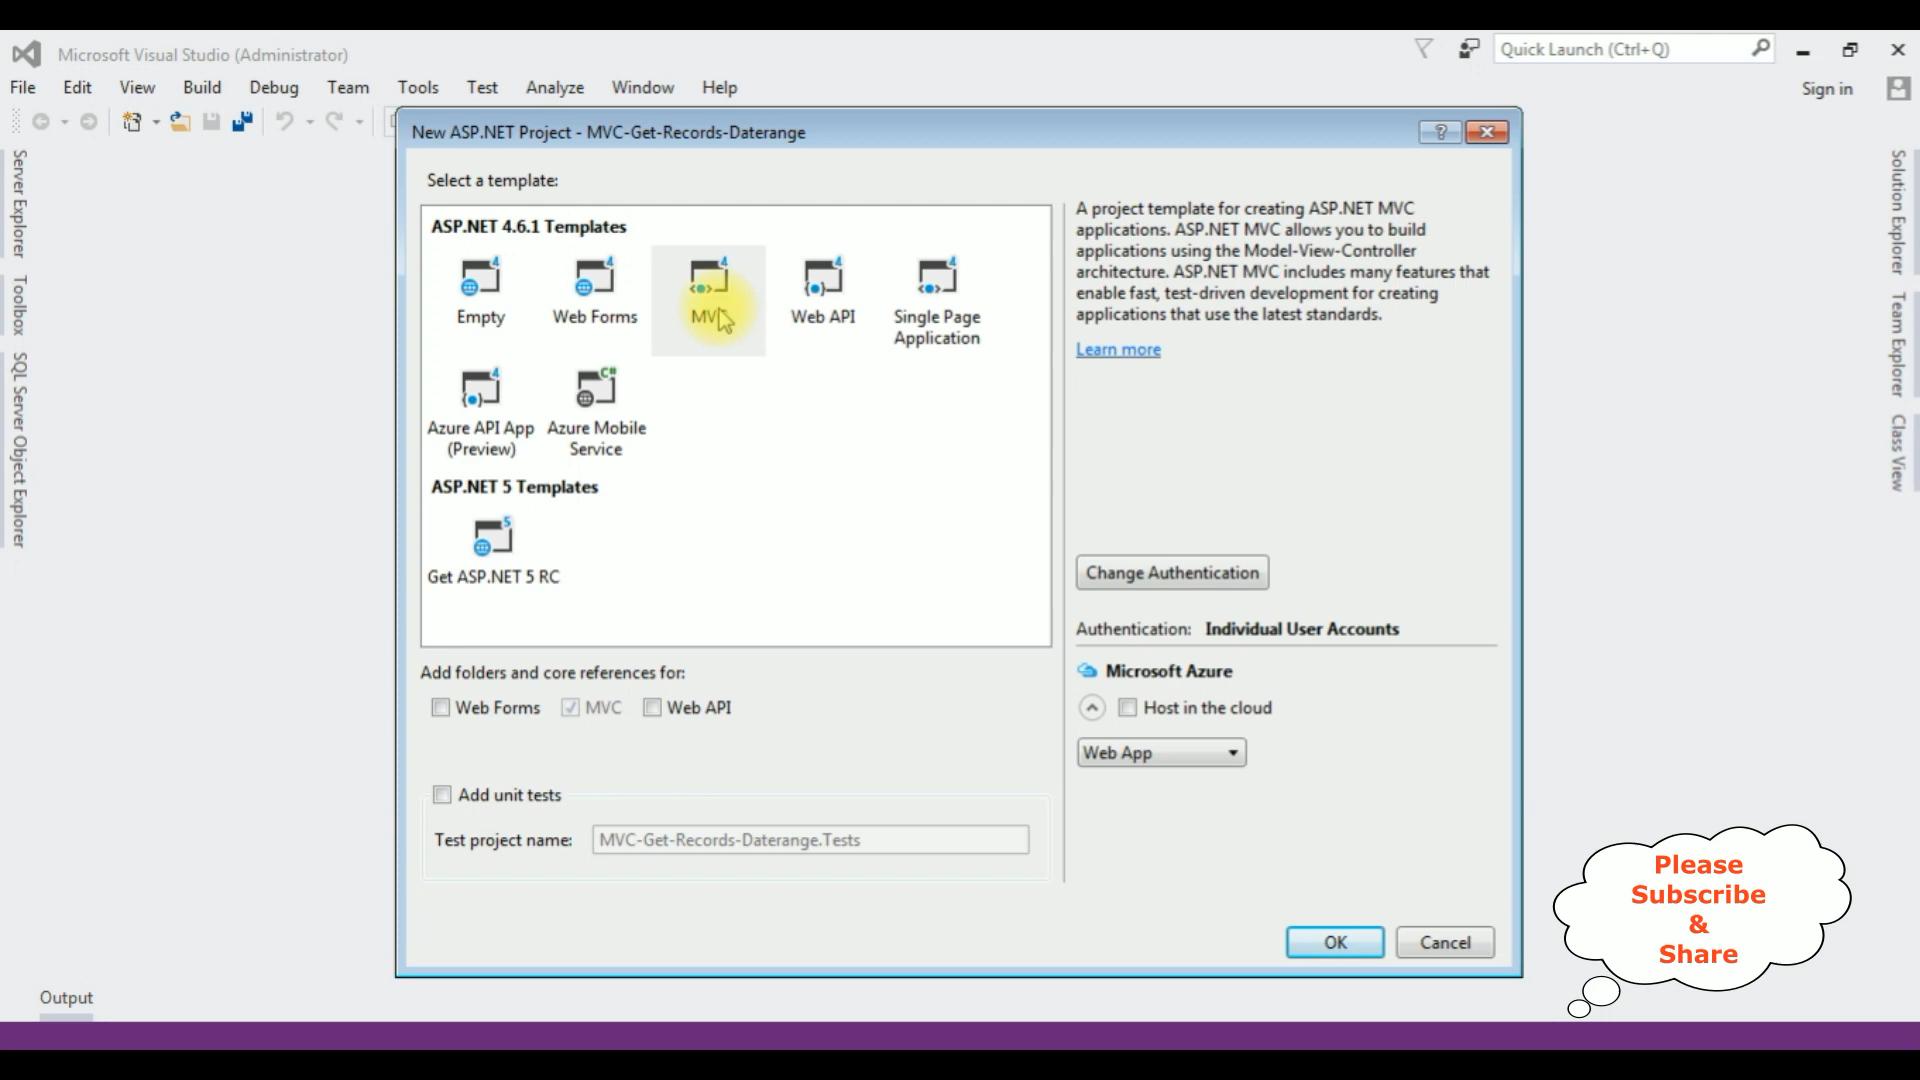 Microsoft Visual Studio (Administrator)
Quick Launch (Ctrl+Q)
File Edit View Build Debug Team Tools Test Analyze Window Help
Sign in
New ASP.NET Project - MVC-Get-Records-Daterange
?
Server Explorer
Toolbox
SQL Server Object Explorer
Solution Explorer
Team Explorer
Class View
Select a template:
ASP.NET 4.6.1 Templates
Empty
Web Forms
MVC
Web API
Single Page
Application
Azure API App
(Preview)
Azure Mobile
Service
ASP.NET 5 Templates
Get ASP.NET 5 RC
A project template for creating ASP.NET MVC
applications. ASP.NET MVC allows you to build
applications using the Model-View-Controller
architecture. ASP.NET MVC includes many features that
enable fast, test-driven development for creating
applications that use the latest standards.
Learn more
Change Authentication
Authentication: Individual User Accounts
Microsoft Azure
Host in the cloud
Web App
Add folders and core references for:
Web Forms MVC Web API
Add unit tests
Test project name: MVC-Get-Records-Daterange.Tests
OK
Cancel
Please
Subscribe
&
Share
Output